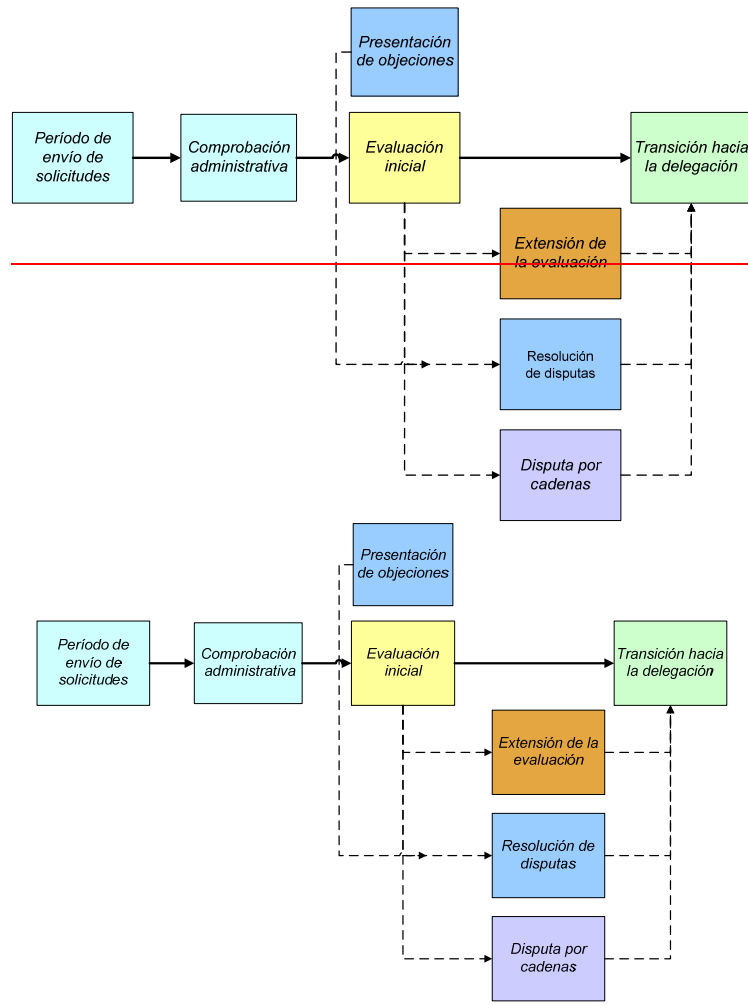 Presentación
de objeciones
Período de
envío de
solicitudes
Comprobación
administrativa
Evaluación
inicial
Transición hacia
la delegación
Extensión de
la evaluación
Resolución
de disputas
Disputa por
cadenas
Presentación
de objeciones
Período de
envío de
solicitudes
Comprobación
administrativa
Evaluación
inicial
Transición hacia
la delegación
Extensión de la
evaluación
Resolución de
disputas
Disputa por
cadenas